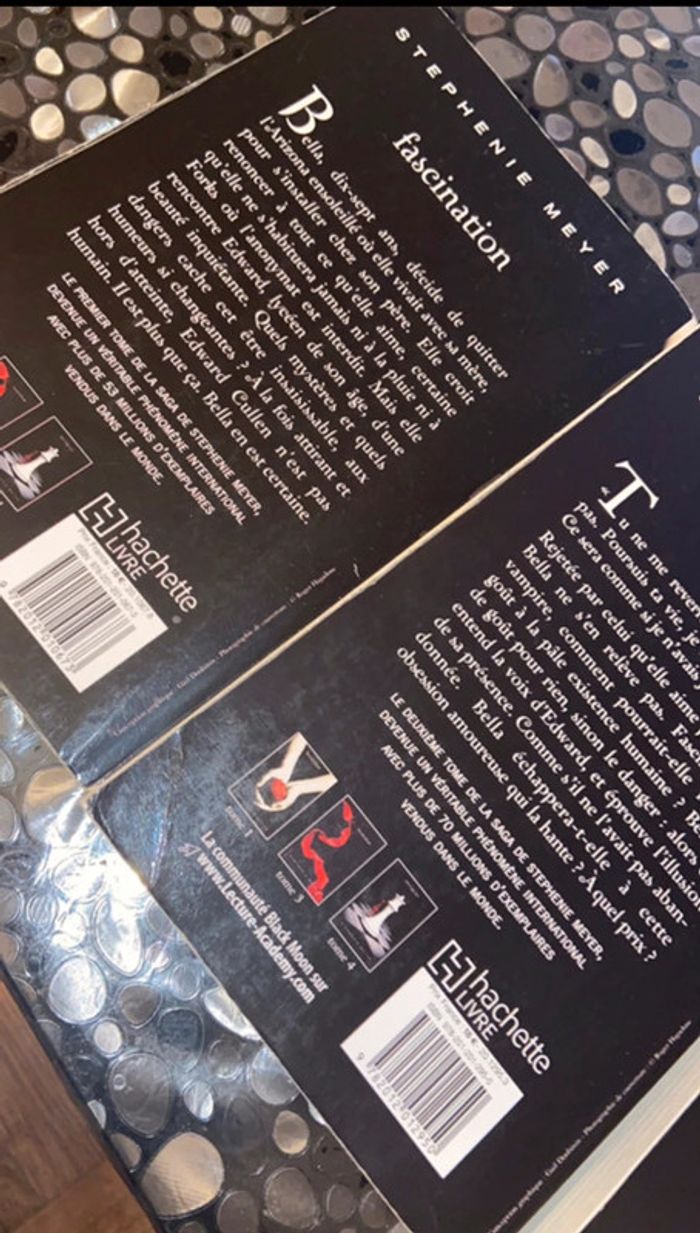 STEPHENIE MEYER
fascination
Bella, dix-sept ans, décide de quitter
l'Arizona ensoleillé où elle vivait avec sa mère,
pour s'installer chez son père. Elle croit
renoncer à tout ce qu'elle aime, certaine
qu'elle ne s'habituera jamais ni à la pluie ni à
Forks où l'anonymat est interdit. Mais elle
rencontre Edward, lycéen de son âge, d'une
beauté inquiétante. Quels mystères et quels
dangers cache cet être insaisissable, aux
humeurs si changeantes ? À la fois attirant et
hors d'atteinte, Edward Cullen n'est pas
humain. Il est plus que ça. Bella en est certaine.
LE PREMIER TOME DE LA SAGA DE STEPHENIE MEYER,
DEVENUE UN VÉRITABLE PHÉNOMÈNE INTERNATIONAL
AVEC PLUS DE 53 MILLIONS D'EXEMPLAIRES
VENDUS DANS LE MONDE.
hachette
LIVRE
« Tu ne me
pas. Poursuis ta vie,
Ce sera comme si je n'
Rejetée par celui qu'elle
Bella ne s'en relève pas.
vampire, comment pourrait-elle
goût à la pâle existence humaine ?
de goût pour rien, sinon le danger : alors
entend la voix d'Edward, et éprouve
de sa présence. Comme s'il ne l'avait pas aban-
donnée. Bella échappera-t-elle à cette
obsession amoureuse qui la hante ? À quel prix ?
LE DEUXIÈME TOME DE LA SAGA DE STEPHENIE MEYER,
DEVENUE UN VÉRITABLE PHÉNOMÈNE INTERNATIONAL
AVEC PLUS DE 70 MILLIONS D'EXEMPLAIRES
VENDUS DANS LE MONDE.
tome 1
tome 3
tome 4
La communauté Black Moon sur
www.Lecture-Academy.com
hachette
LIVRE
9 782012 012950